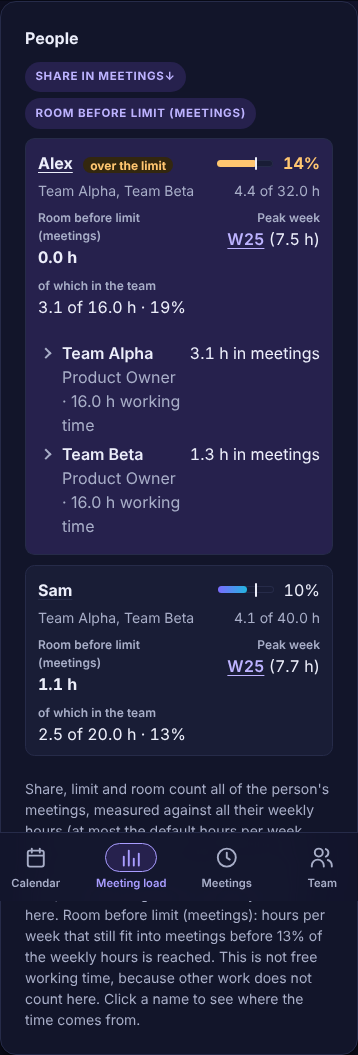 People
SHARE IN MEETINGS↓
ROOM BEFORE LIMIT (MEETINGS)
Alex over the limit 14%
Team Alpha, Team Beta 4.4 of 32.0 h
Room before limit (meetings) Peak week
0.0 h W25 (7.5 h)
of which in the team
3.1 of 16.0 h · 19%
Team Alpha 3.1 h in meetings
Product Owner
· 16.0 h working
time
Team Beta 1.3 h in meetings
Product Owner
· 16.0 h working
time
Sam 10%
Team Alpha, Team Beta 4.1 of 40.0 h
Room before limit (meetings) Peak week
1.1 h W25 (7.7 h)
of which in the team
2.5 of 20.0 h · 13%
Share, limit and room count all of the person's
meetings, measured against all their weekly
hours (at most the default hours per week
Calendar Meeting load Meetings Team
here. Room before limit (meetings): hours per
week that still fit into meetings before 13% of
the weekly hours is reached. This is not free
working time, because other work does not
count here. Click a name to see where the
time comes from.